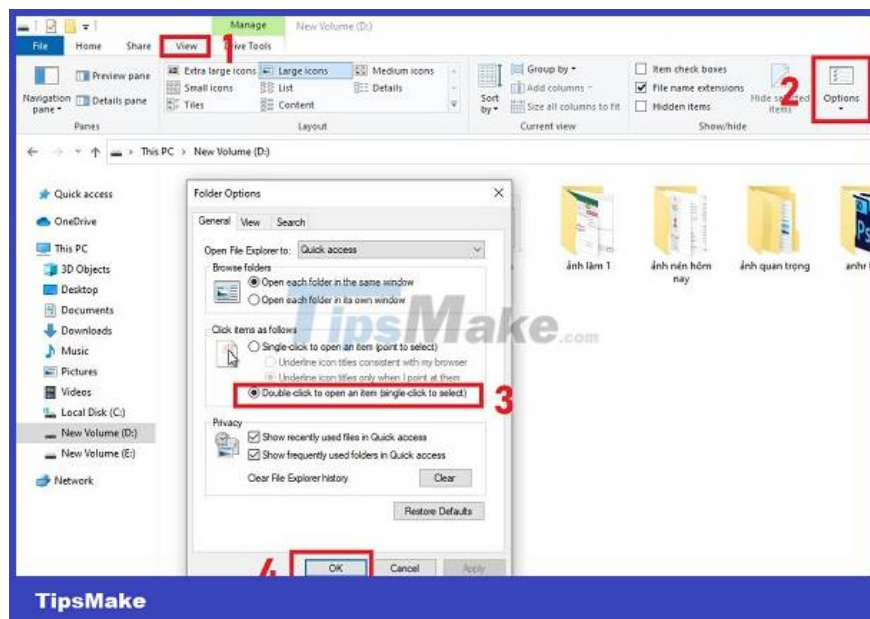 Manage New Volume (D:)
File Home Share View Drive Tools
1
Preview pane
Navigation pane
Details pane
Panes
Extra large icons Large icons Medium icons
Small icons List Details
Tiles Content
Layout
Sort by
Group by
Add columns
Size all columns to fit
Current view
Item check boxes
File name extensions
Hidden items
Hide selected items
Show/hide
2
Options
This PC > New Volume (D:)
Quick access
OneDrive
This PC
3D Objects
Desktop
Documents
Downloads
Music
Pictures
Videos
Local Disk (C:)
New Volume (D:)
New Volume (E:)
Network
Folder Options
General View Search
Open File Explorer to: Quick access
Browse folders
Open each folder in the same window
Open each folder in its own window
Click items as follows
Single-click to open an item (point to select)
Underline icon titles consistent with my browser
Underline icon titles only when I point at them
Double-click to open an item (single-click to select)
3
Privacy
Show recently used files in Quick access
Show frequently used folders in Quick access
Clear File Explorer history Clear
Restore Defaults
4
OK Cancel Apply
ảnh làm 1
ảnh nén hôm
nay
ảnh quan trọng
Ps
TipsMake.com
TipsMake